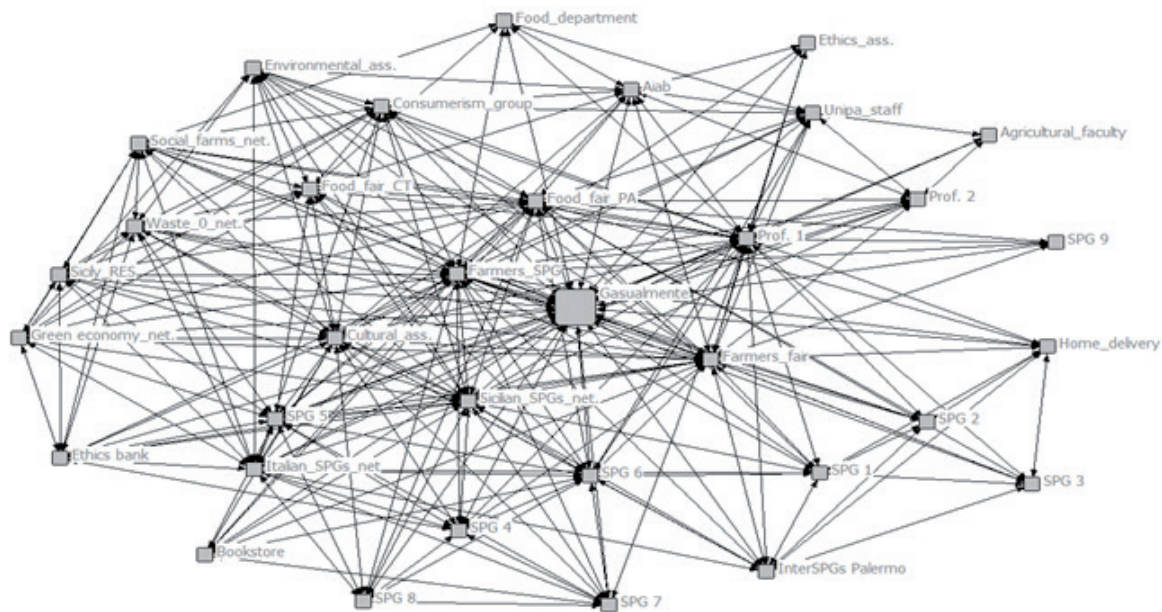 Food_department
Ethics_ass.
Environmental_ass.
Aiab
Consumerism_group
Unipa_staff
Agricultural_faculty
Social_farms_net.
Food_fair_CT
Food_fair_PA
Prof. 2
Waste_0_net.
Prof. 1
SPG 9
Sicily_RES
Farmers_SPG
Gasualmente
Green economy_net.
Cultural_ass.
Farmers_fair
Home_delivery
Sicilian_SPGs_net.
SPG 5
SPG 2
Ethics bank
Italian_SPGs_net
SPG 6
SPG 1
SPG 3
SPG 4
Bookstore
InterSPGs Palermo
SPG 8
SPG 7